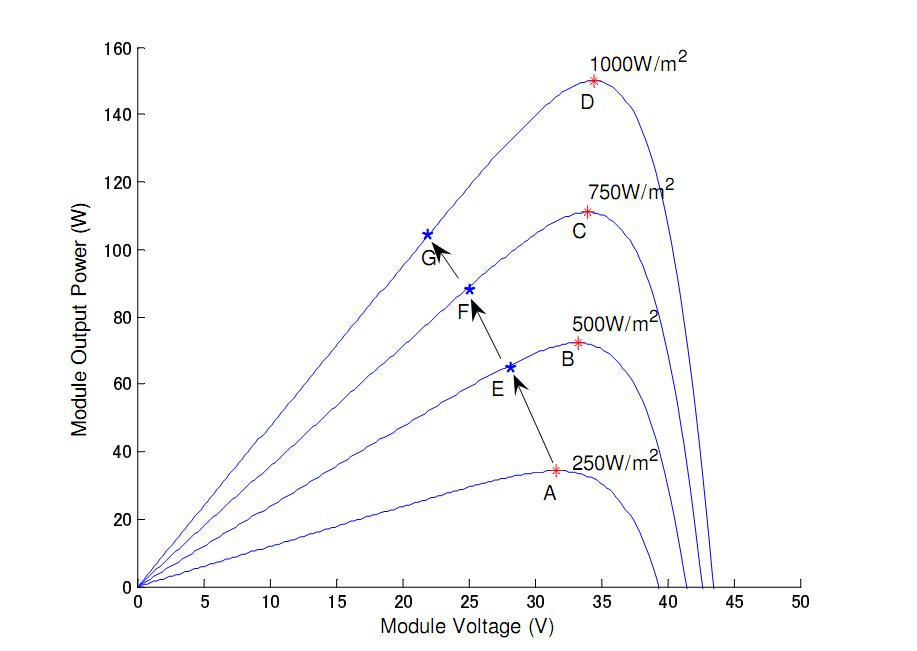 160
1000W/m²
D
140
120
750W/m²
C
100
G
80
F
500W/m²
B
60
E
40
250W/m²
A
20
0
Module Output Power (W)
0 5 10 15 20 25 30 35 40 45 50
Module Voltage (V)